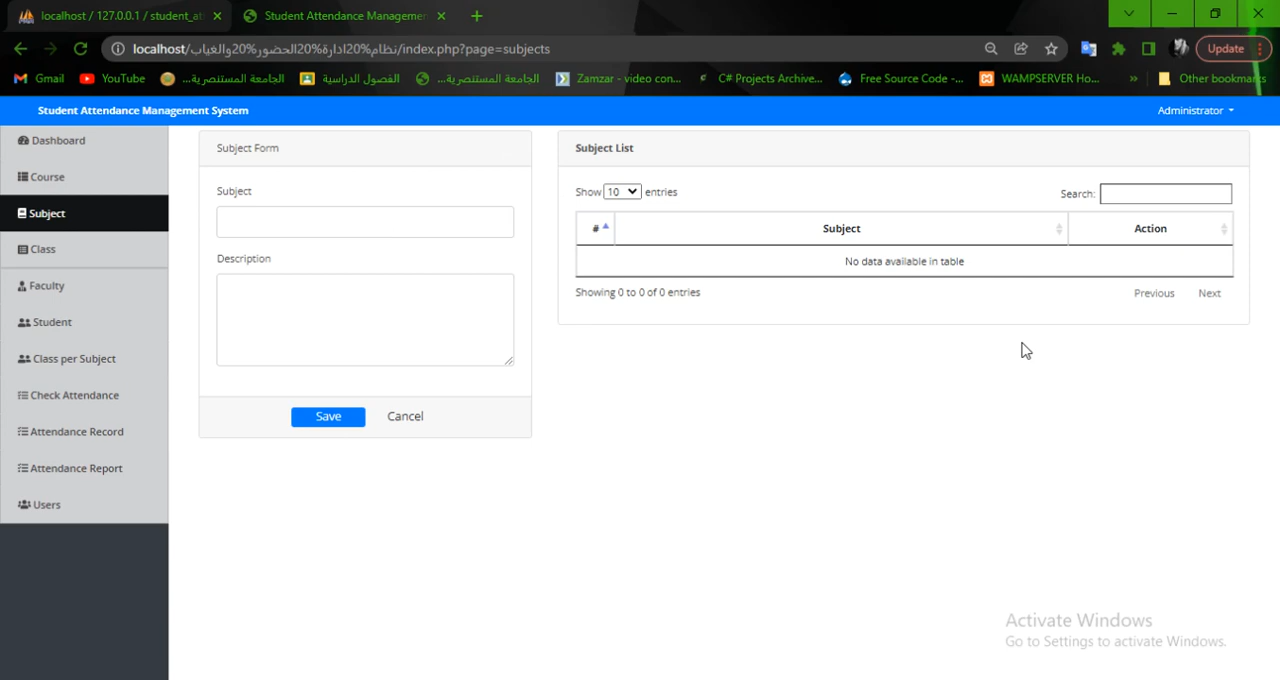 localhost / 127.0.0.1 / student_at
Student Attendance Managemen
localhost/نظام%20ادارة%20الحضور%20والغياب/index.php?page=subjects
Update
Gmail
YouTube
الجامعة المستنصرية...
الفصول الدراسية
الجامعة المستنصرية...
Zamzar - video con...
C# Projects Archive...
Free Source Code -...
WAMPSERVER Ho...
»
Other bookmarks
Student Attendance Management System
Administrator
Dashboard
Course
Subject
Class
Faculty
Student
Class per Subject
Check Attendance
Attendance Record
Attendance Report
Users
Subject Form
Subject
Description
Save
Cancel
Subject List
Show 10 entries
Search:
# Subject Action
No data available in table
Showing 0 to 0 of 0 entries
Previous Next
Activate Windows
Go to Settings to activate Windows.